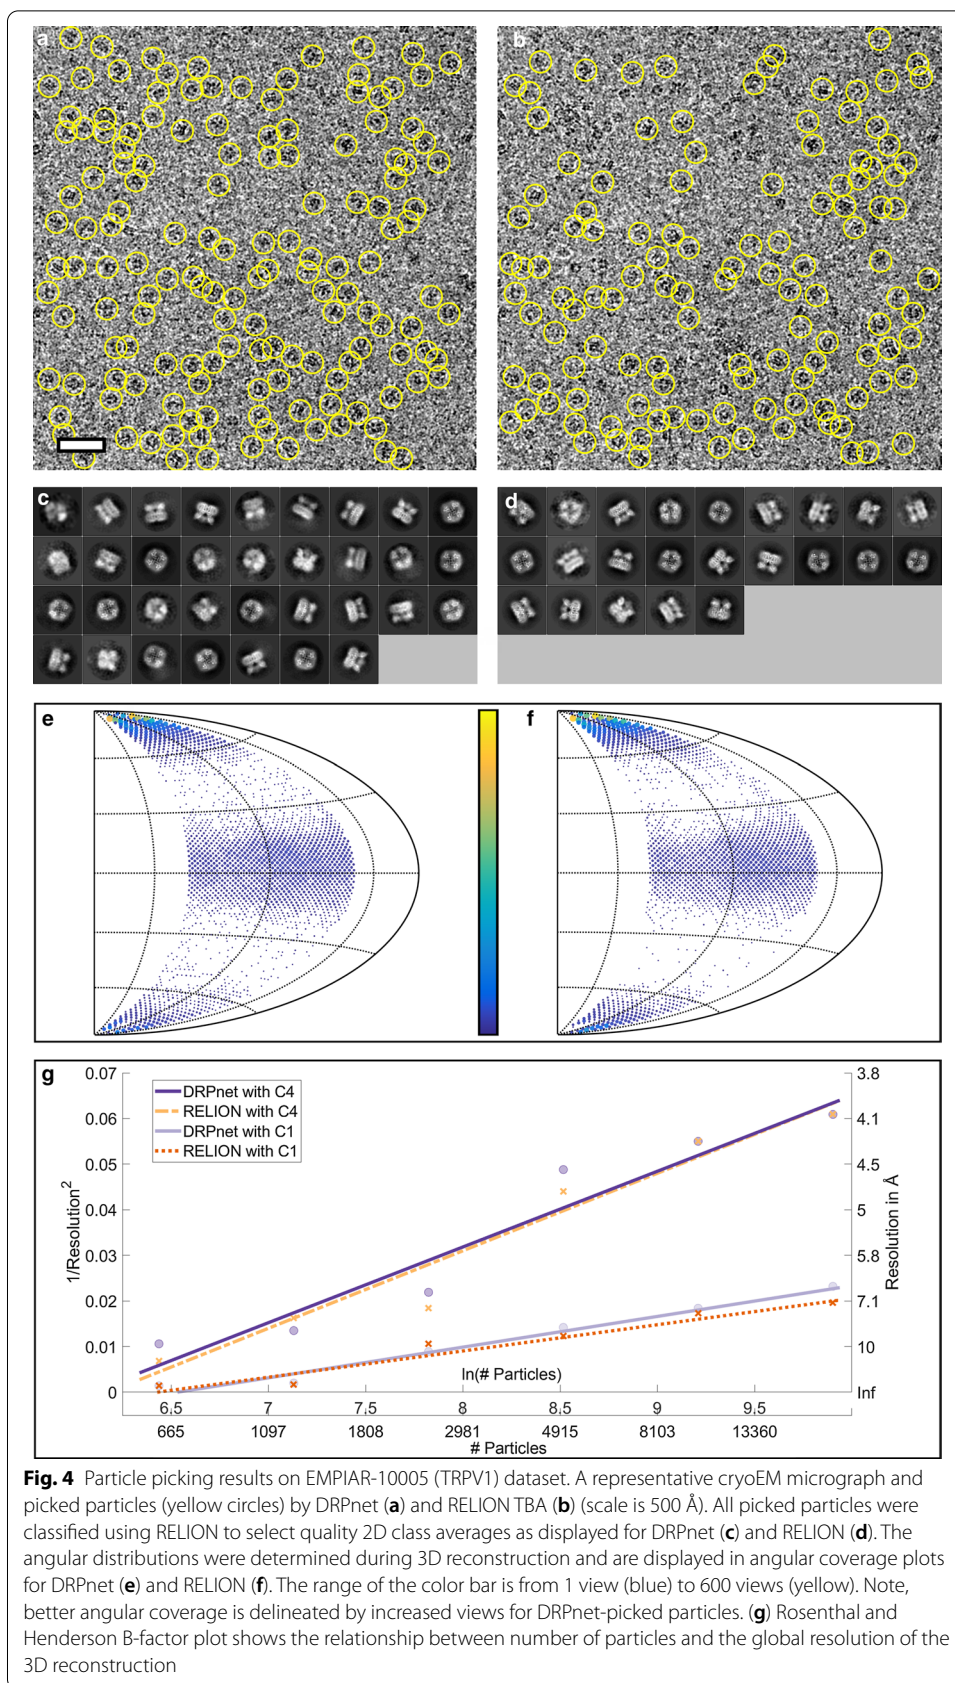 a
b
c
d
e
f
g
0.07
0.06
0.05
0.04
0.03
0.02
0.01
0
1/Resolution²
DRPnet with C4
RELION with C4
DRPnet with C1
RELION with C1
3.8
4.1
4.5
5
5.8
7.1
10
Inf
Resolution in Å
ln(# Particles)
6.5 7 7.5 8 8.5 9 9.5
665 1097 1808 2981 4915 8103 13360
# Particles
Fig. 4 Particle picking results on EMPIAR-10005 (TRPV1) dataset. A representative cryoEM micrograph and
picked particles (yellow circles) by DRPnet (a) and RELION TBA (b) (scale is 500 Å). All picked particles were
classified using RELION to select quality 2D class averages as displayed for DRPnet (c) and RELION (d). The
angular distributions were determined during 3D reconstruction and are displayed in angular coverage plots
for DRPnet (e) and RELION (f). The range of the color bar is from 1 view (blue) to 600 views (yellow). Note,
better angular coverage is delineated by increased views for DRPnet-picked particles. (g) Rosenthal and
Henderson B-factor plot shows the relationship between number of particles and the global resolution of the
3D reconstruction